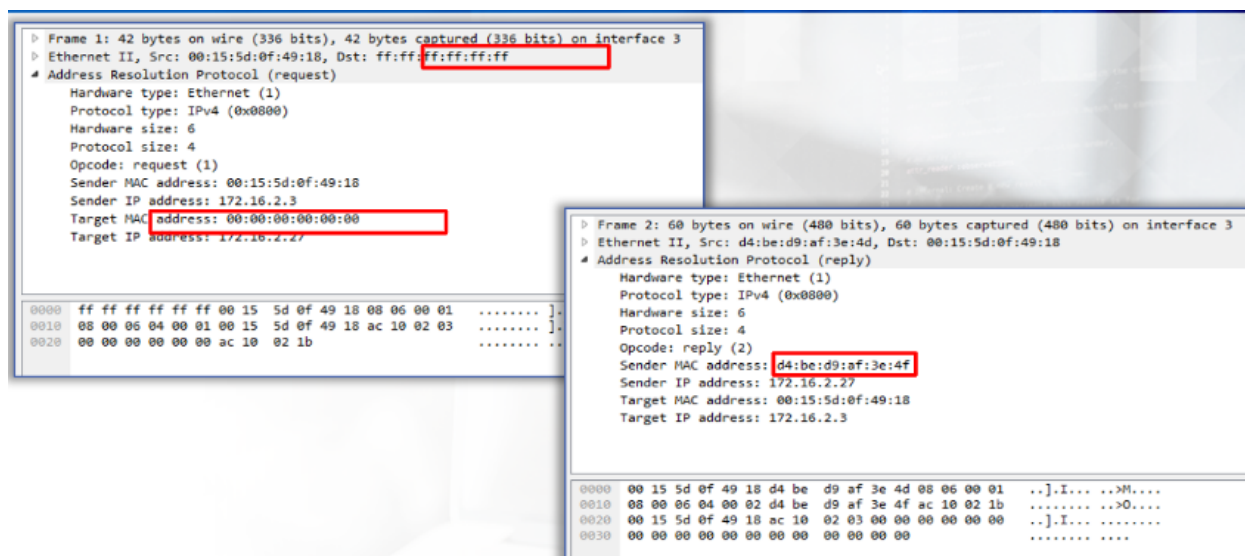 Frame 1: 42 bytes on wire (336 bits), 42 bytes captured (336 bits) on interface 3
Ethernet II, Src: 00:15:5d:0f:49:18, Dst: ff:ff:ff:ff:ff:ff
Address Resolution Protocol (request)
Hardware type: Ethernet (1)
Protocol type: IPv4 (0x0800)
Hardware size: 6
Protocol size: 4
Opcode: request (1)
Sender MAC address: 00:15:5d:0f:49:18
Sender IP address: 172.16.2.3
Target MAC address: 00:00:00:00:00:00
Target IP address: 172.16.2.27
0000 ff ff ff ff ff ff 00 15 5d 0f 49 18 08 06 00 01 ........ ].
0010 08 00 06 04 00 01 00 15 5d 0f 49 18 ac 10 02 03 ........ ].
0020 00 00 00 00 00 00 ac 10 02 1b ........ ..
Frame 2: 60 bytes on wire (480 bits), 60 bytes captured (480 bits) on interface 3
Ethernet II, Src: d4:be:d9:af:3e:4d, Dst: 00:15:5d:0f:49:18
Address Resolution Protocol (reply)
Hardware type: Ethernet (1)
Protocol type: IPv4 (0x0800)
Hardware size: 6
Protocol size: 4
Opcode: reply (2)
Sender MAC address: d4:be:d9:af:3e:4f
Sender IP address: 172.16.2.27
Target MAC address: 00:15:5d:0f:49:18
Target IP address: 172.16.2.3
0000 00 15 5d 0f 49 18 d4 be d9 af 3e 4d 08 06 00 01 ..].I... ..>M....
0010 08 00 06 04 00 02 d4 be d9 af 3e 4f ac 10 02 1b ........ ..>O....
0020 00 15 5d 0f 49 18 ac 10 02 03 00 00 00 00 00 00 ..].I... ........
0030 00 00 00 00 00 00 00 00 00 00 00 00 ........ ....